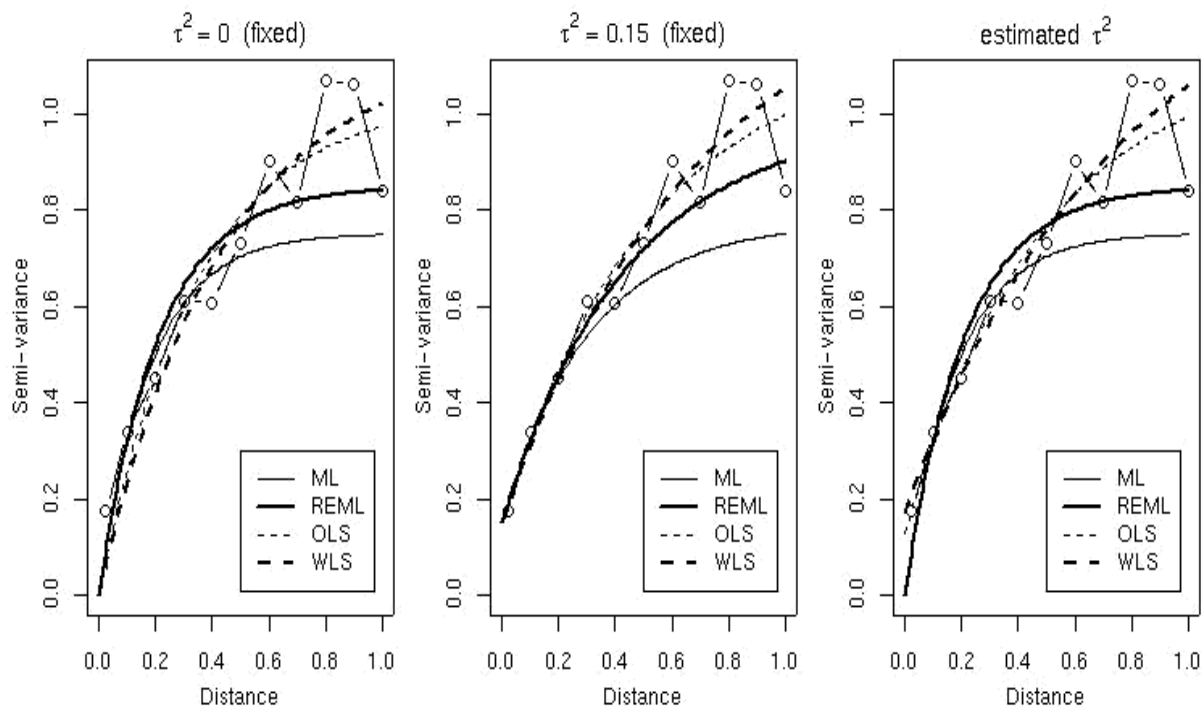 τ² = 0 (fixed)
Semi-variance
0.0 0.2 0.4 0.6 0.8 1.0
ML
REML
OLS
WLS
0.0 0.2 0.4 0.6 0.8 1.0
Distance
τ² = 0.15 (fixed)
Semi-variance
0.0 0.2 0.4 0.6 0.8 1.0
ML
REML
OLS
WLS
0.0 0.2 0.4 0.6 0.8 1.0
Distance
estimated τ²
Semi-variance
0.0 0.2 0.4 0.6 0.8 1.0
ML
REML
OLS
WLS
0.0 0.2 0.4 0.6 0.8 1.0
Distance